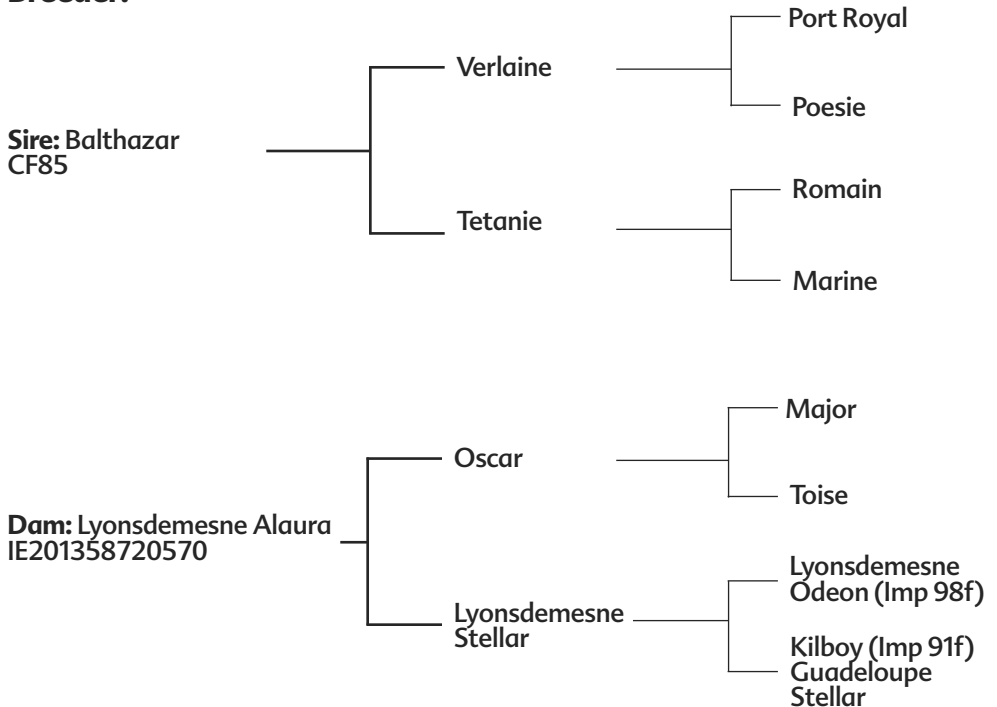 Port Royal
Verlaine
Poesie
Sire: Balthazar
CF85
Romain
Tetanie
Marine
Major
Oscar
Toise
Dam: Lyonsdemesne Alaura
IE201358720570
Lyonsdemesne
Odeon (Imp 98f)
Lyonsdemesne
Stellar
Kilboy (Imp 91f)
Guadeloupe
Stellar